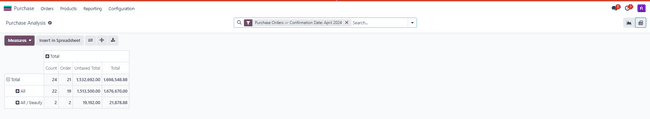 Purchase Orders Products Reporting Configuration
Purchase Analysis
Purchase Orders or Confirmation Date: April 2024 × Search...
Measures Insert in Spreadsheet
Total
Count Order Untaxed Total Total
Total 24 21 1,532,692.00 1,698,548.88
All 22 19 1,513,500.00 1,676,670.00
All / Beauty 2 2 19,192.00 21,878.88